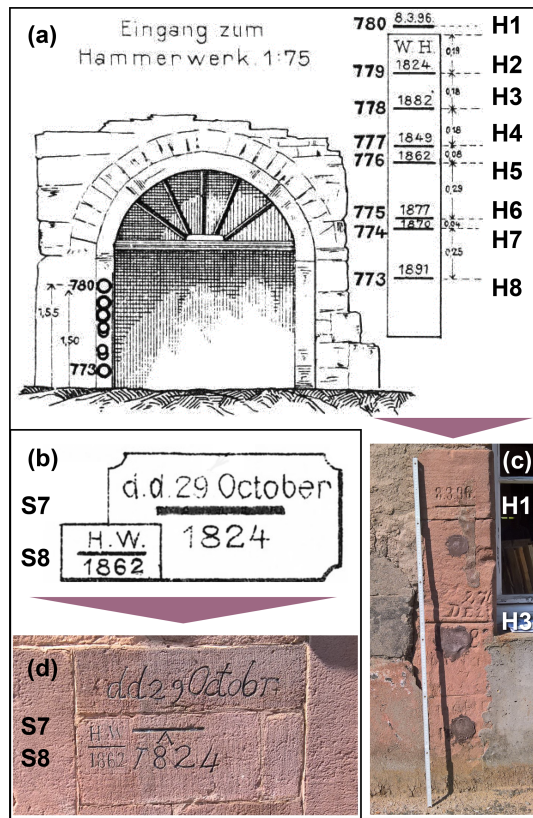 (a)
Eingang zum
Hammerwerk. 1:75
780 8.3.96. H1
W. H.
0,19
779 1824 H2
0,18
778 1882 H3
0,18
777 1849 H4
776 1862 0,08 H5
0,29
775 1877 H6
774 1870 0,04 H7
0,25
773 1891 H8
780
1,55
1,50
773
(b)
d.d. 29 October
S7
1824
H.W.
S8
1862
(c)
8.3.96.
H1
H3
(d)
d d 29 Octobr.
S7
H.W.
1824
S8
1862